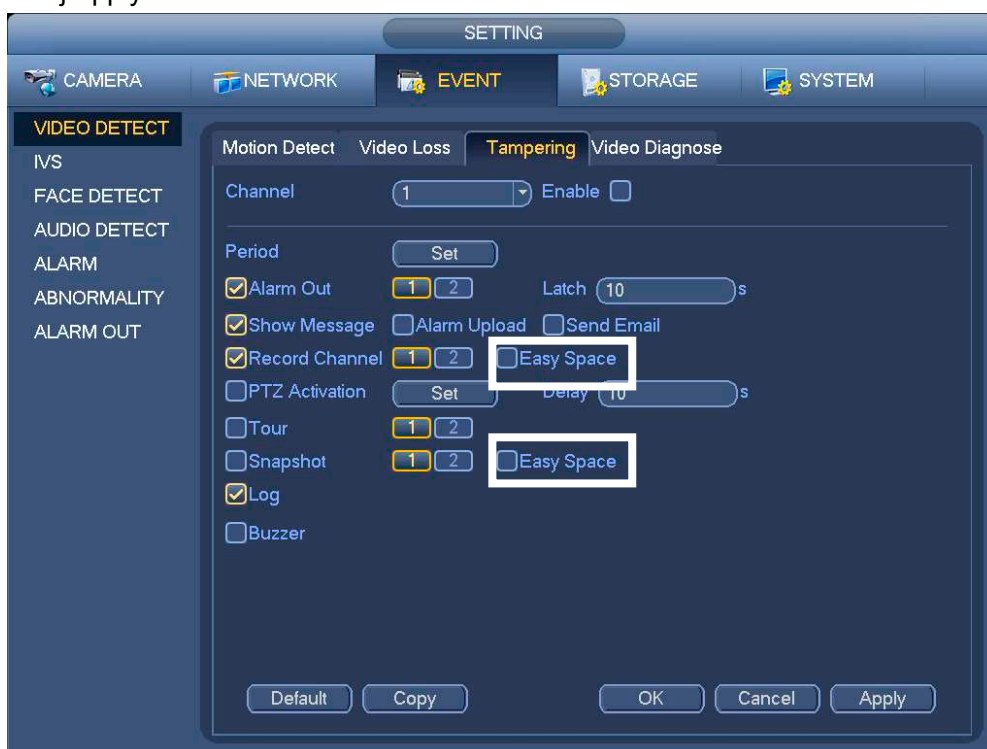 SETTING
CAMERA NETWORK EVENT STORAGE SYSTEM
VIDEO DETECT
IVS
FACE DETECT
AUDIO DETECT
ALARM
ABNORMALITY
ALARM OUT
Motion Detect Video Loss Tampering Video Diagnose
Channel 1 Enable
Period Set
Alarm Out 1 2 Latch 10 s
Show Message Alarm Upload Send Email
Record Channel 1 2 Easy Space
PTZ Activation Set Delay 10 s
Tour 1 2
Snapshot 1 2 Easy Space
Log
Buzzer
Default Copy OK Cancel Apply